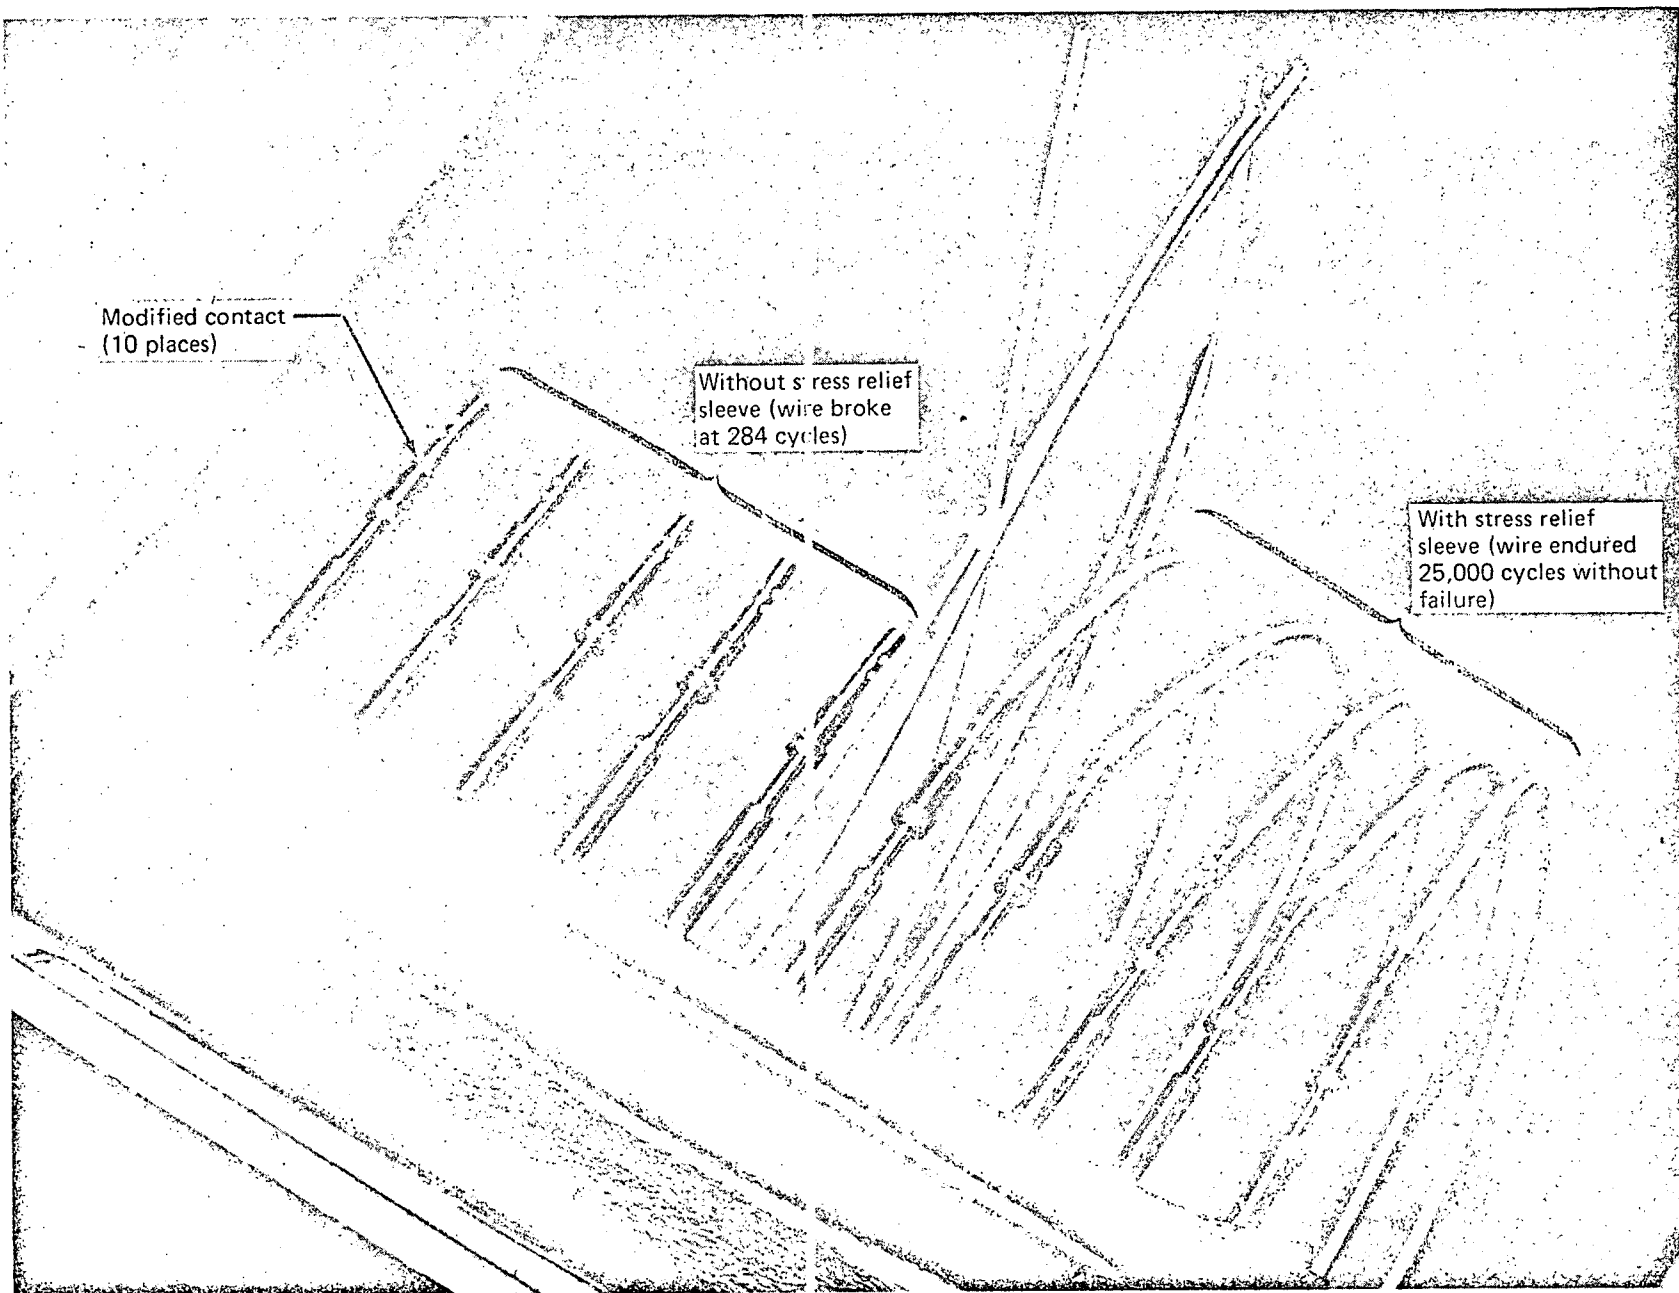 Modified contact
(10 places)
Without stress relief
sleeve (wire broke
at 284 cycles)
With stress relief
sleeve (wire endured
25,000 cycles without
failure)